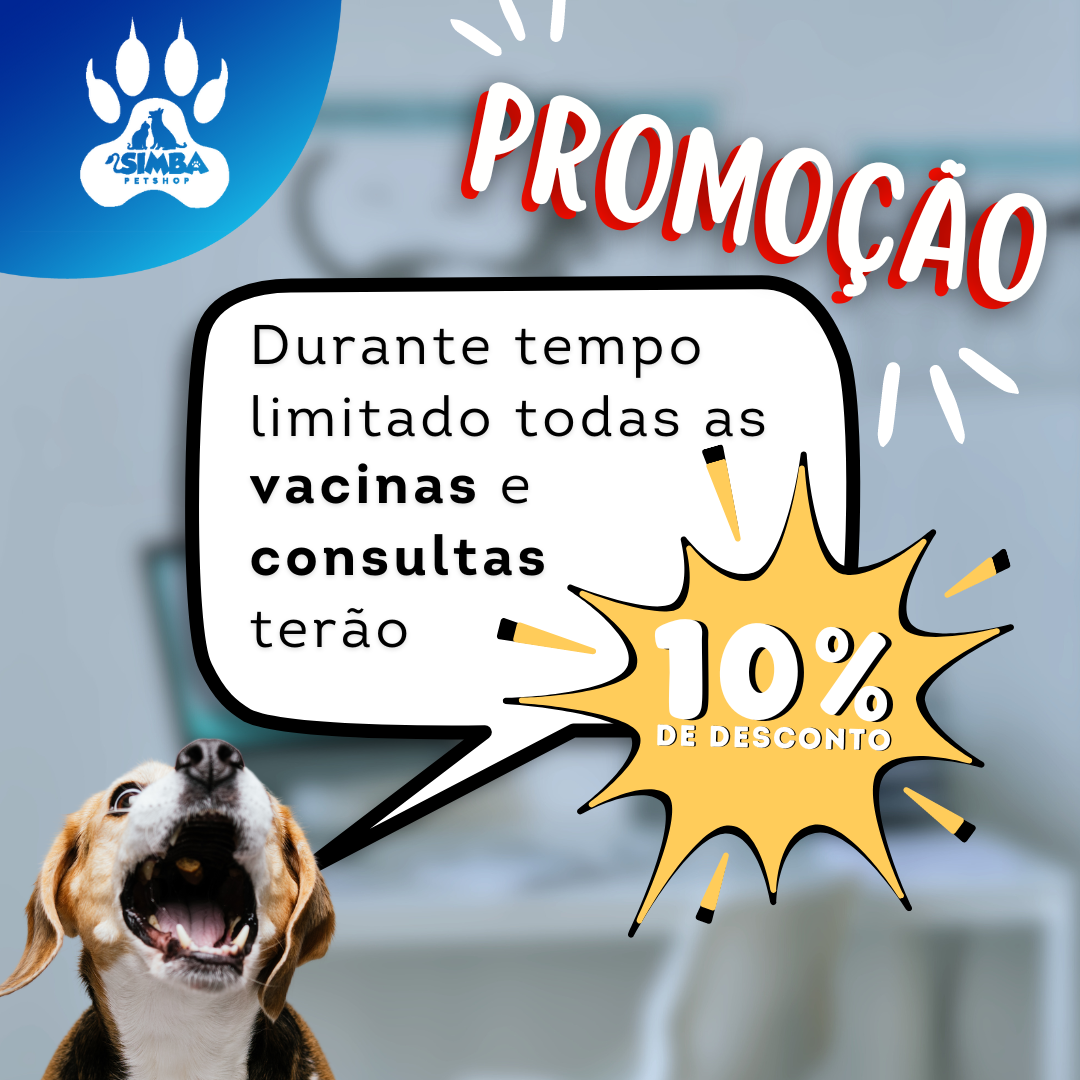 SIMBA
PETSHOP
PROMOÇÃO
Durante tempo
limitado todas as
vacinas e
consultas
terão
10%
DE DESCONTO